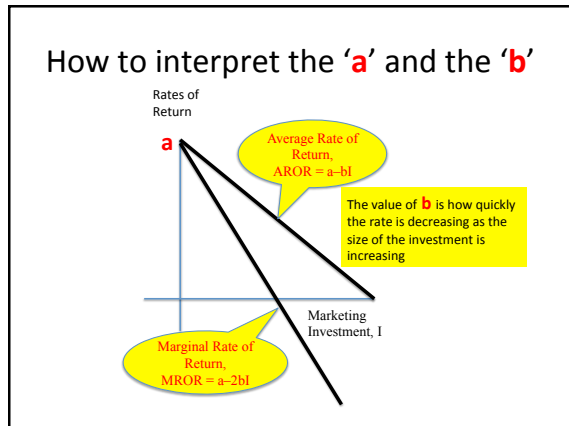 How to interpret the ‘a’ and the ‘b’
Rates of
Return
a
Average Rate of
Return,
AROR = a–bI
The value of b is how quickly
the rate is decreasing as the
size of the investment is
increasing
Marketing
Investment, I
Marginal Rate of
Return,
MROR = a–2bI